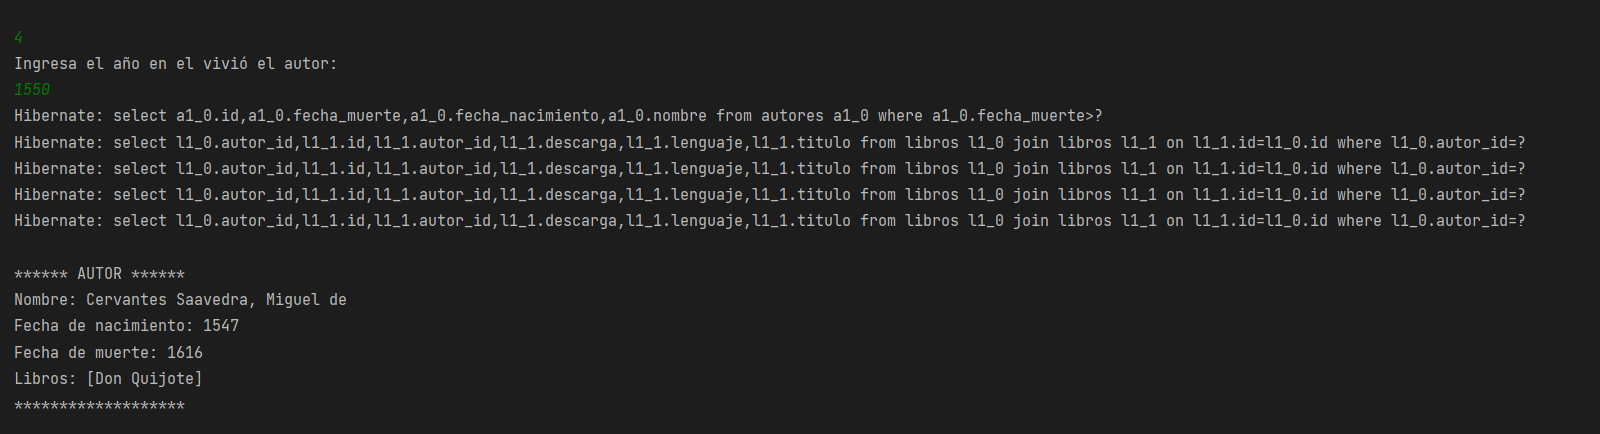 4
Ingresa el año en el vivió el autor:
1550
Hibernate: select a1_0.id,a1_0.fecha_muerte,a1_0.fecha_nacimiento,a1_0.nombre from autores a1_0 where a1_0.fecha_muerte>?
Hibernate: select l1_0.autor_id,l1_1.id,l1_1.autor_id,l1_1.descarga,l1_1.lenguaje,l1_1.titulo from libros l1_0 join libros l1_1 on l1_1.id=l1_0.id where l1_0.autor_id=?
Hibernate: select l1_0.autor_id,l1_1.id,l1_1.autor_id,l1_1.descarga,l1_1.lenguaje,l1_1.titulo from libros l1_0 join libros l1_1 on l1_1.id=l1_0.id where l1_0.autor_id=?
Hibernate: select l1_0.autor_id,l1_1.id,l1_1.autor_id,l1_1.descarga,l1_1.lenguaje,l1_1.titulo from libros l1_0 join libros l1_1 on l1_1.id=l1_0.id where l1_0.autor_id=?
Hibernate: select l1_0.autor_id,l1_1.id,l1_1.autor_id,l1_1.descarga,l1_1.lenguaje,l1_1.titulo from libros l1_0 join libros l1_1 on l1_1.id=l1_0.id where l1_0.autor_id=?
****** AUTOR ******
Nombre: Cervantes Saavedra, Miguel de
Fecha de nacimiento: 1547
Fecha de muerte: 1616
Libros: [Don Quijote]
*******************